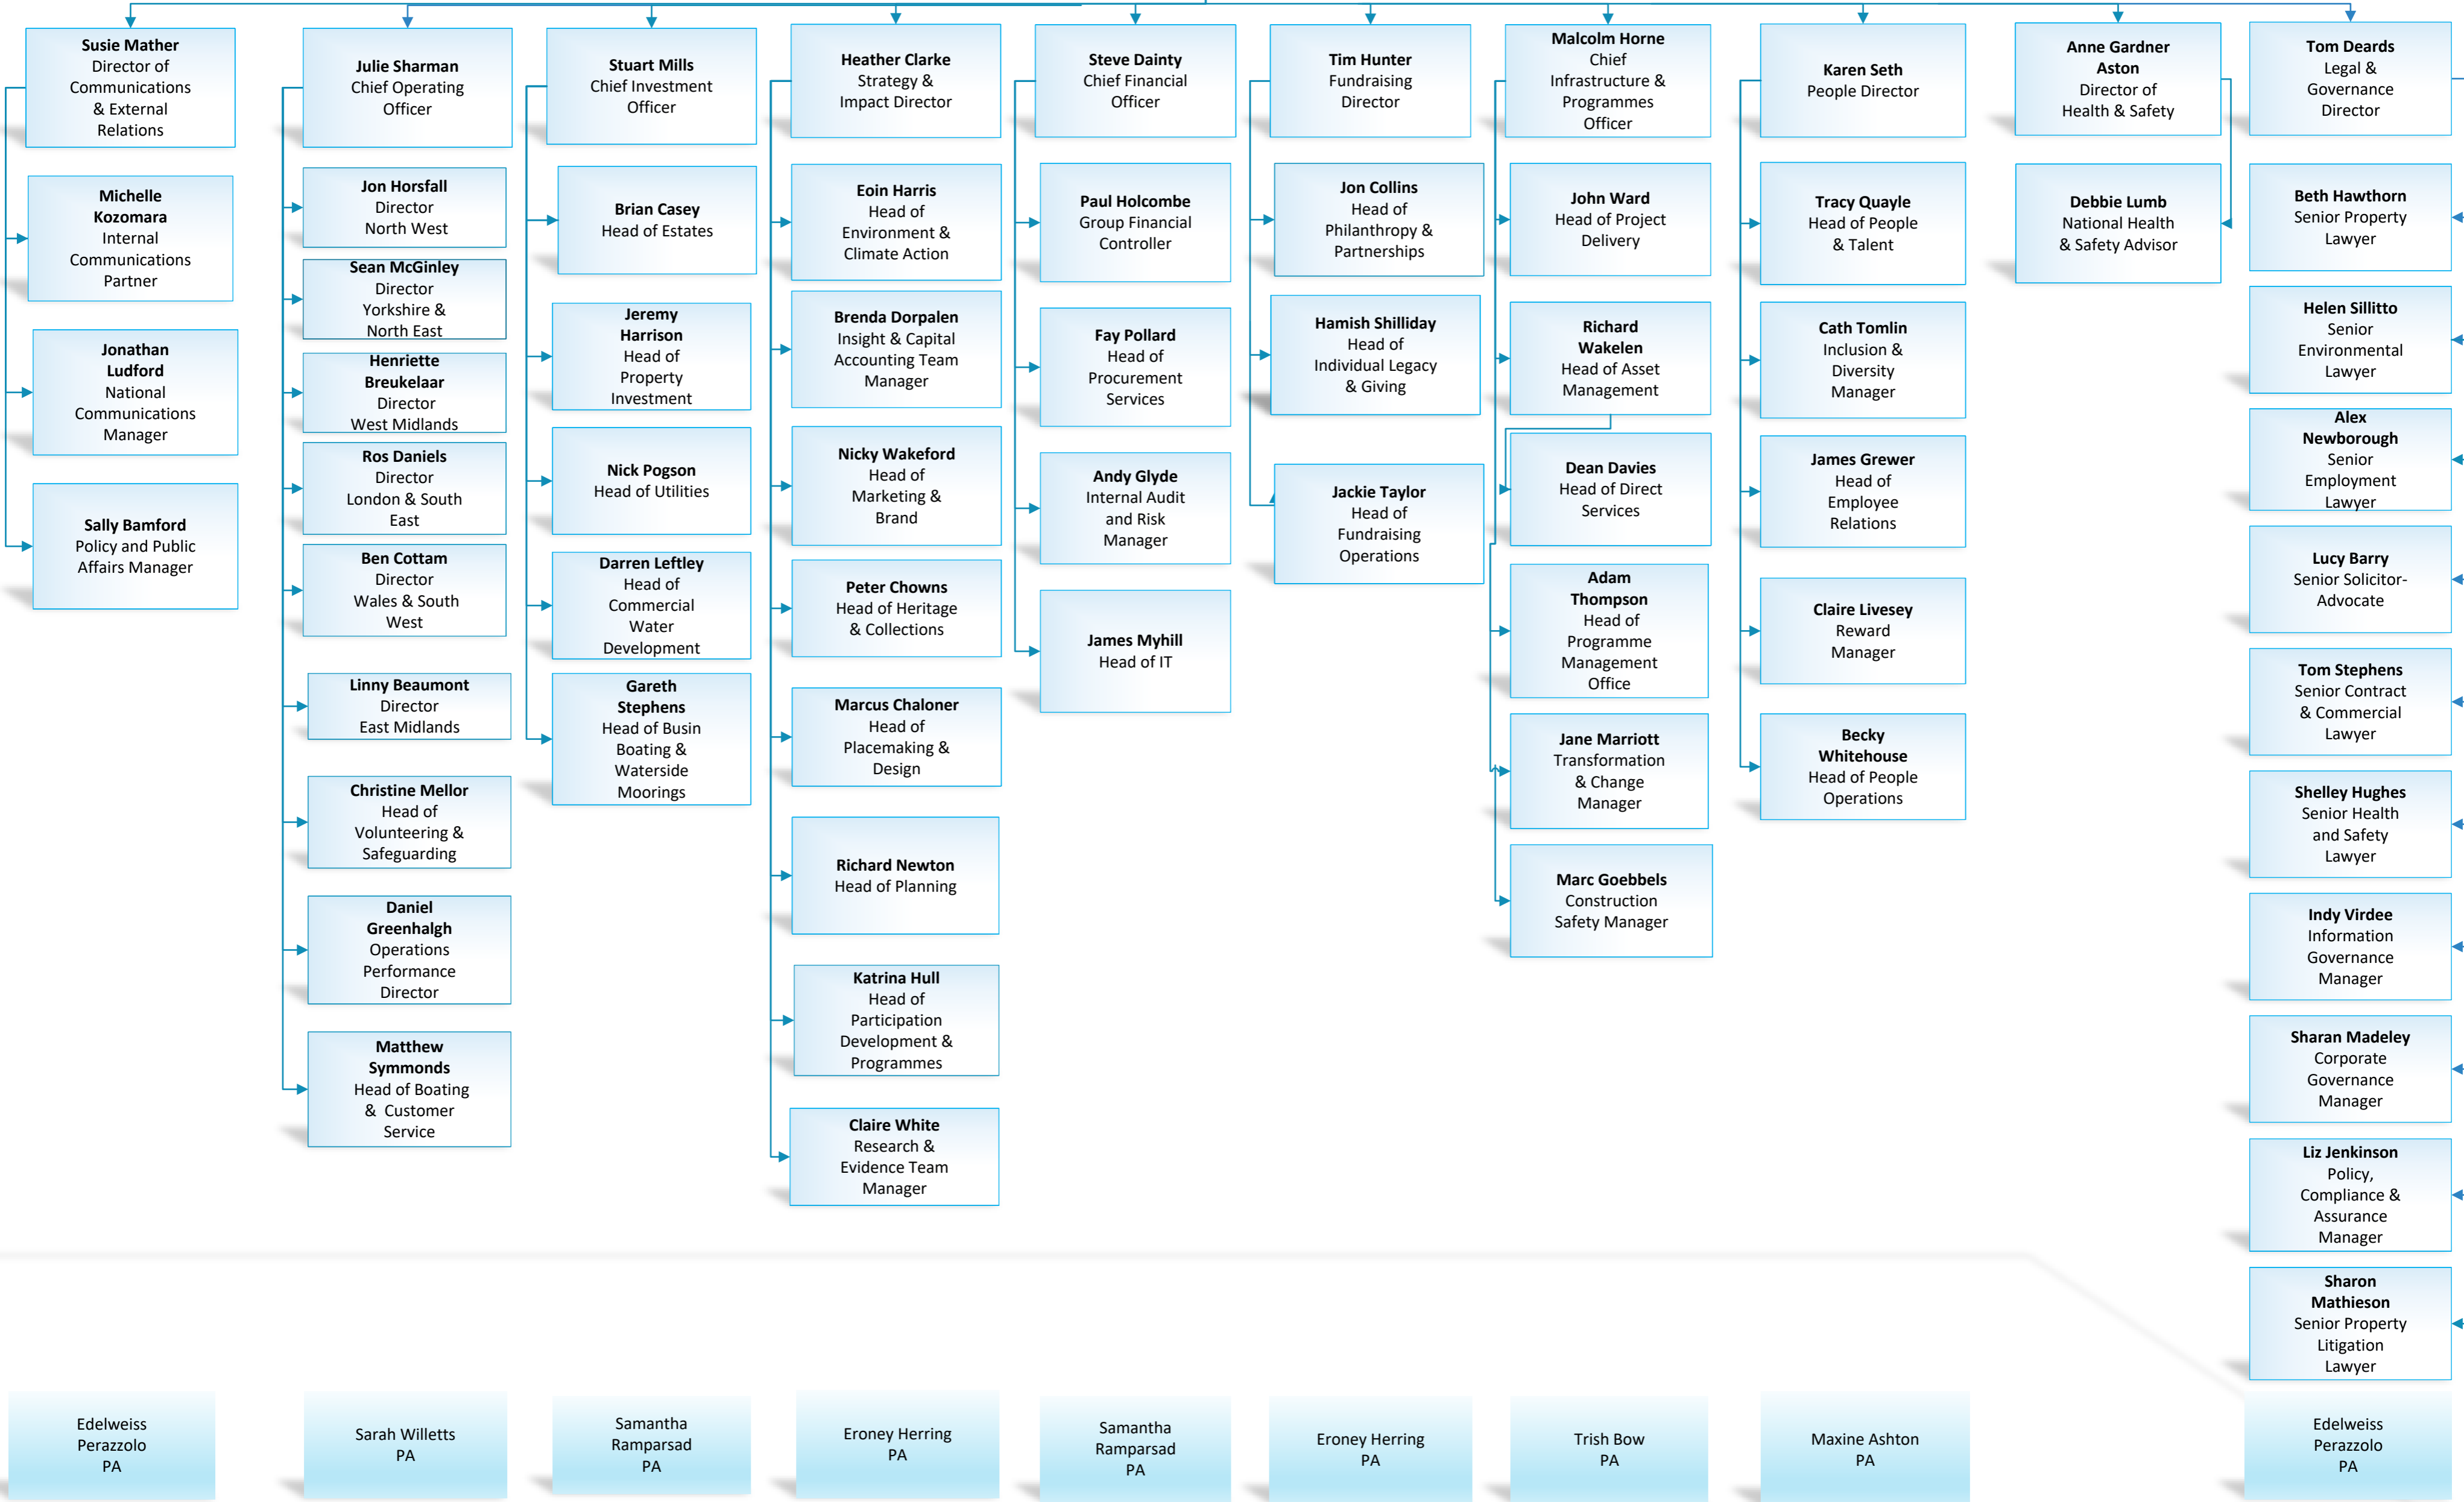 Susie Mather
Director of
Communications
& External
Relations
Michelle
Kozomara
Internal
Communications
Partner
Jonathan
Ludford
National
Communications
Manager
Sally Bamford
Policy and Public
Affairs Manager
Julie Sharman
Chief Operating
Officer
Jon Horsfall
Director
North West
Sean McGinley
Director
Yorkshire &
North East
Henriette
Breukelaar
Director
West Midlands
Ros Daniels
Director
London & South
East
Ben Cottam
Director
Wales & South
West
Linny Beaumont
Director
East Midlands
Christine Mellor
Head of
Volunteering &
Safeguarding
Daniel
Greenhalgh
Operations
Performance
Director
Matthew
Symmonds
Head of Boating
& Customer
Service
Stuart Mills
Chief Investment
Officer
Brian Casey
Head of Estates
Jeremy
Harrison
Head of
Property
Investment
Nick Pogson
Head of Utilities
Darren Leftley
Head of
Commercial
Water
Development
Gareth
Stephens
Head of Busin
Boating &
Waterside
Moorings
Heather Clarke
Strategy &
Impact Director
Eoin Harris
Head of
Environment &
Climate Action
Brenda Dorpalen
Insight & Capital
Accounting Team
Manager
Nicky Wakeford
Head of
Marketing &
Brand
Peter Chowns
Head of Heritage
& Collections
Marcus Chaloner
Head of
Placemaking &
Design
Richard Newton
Head of Planning
Katrina Hull
Head of
Participation
Development &
Programmes
Claire White
Research &
Evidence Team
Manager
Steve Dainty
Chief Financial
Officer
Paul Holcombe
Group Financial
Controller
Fay Pollard
Head of
Procurement
Services
Andy Glyde
Internal Audit
and Risk
Manager
James Myhill
Head of IT
Tim Hunter
Fundraising
Director
Jon Collins
Head of
Philanthropy &
Partnerships
Hamish Shilliday
Head of
Individual Legacy
& Giving
Jackie Taylor
Head of
Fundraising
Operations
Malcolm Horne
Chief
Infrastructure &
Programmes
Officer
John Ward
Head of Project
Delivery
Richard
Wakelen
Head of Asset
Management
Dean Davies
Head of Direct
Services
Adam
Thompson
Head of
Programme
Management
Office
Jane Marriott
Transformation
& Change
Manager
Marc Goebbels
Construction
Safety Manager
Karen Seth
People Director
Tracy Quayle
Head of People
& Talent
Cath Tomlin
Inclusion &
Diversity
Manager
James Grewer
Head of
Employee
Relations
Claire Livesey
Reward
Manager
Becky
Whitehouse
Head of People
Operations
Anne Gardner
Aston
Director of
Health & Safety
Debbie Lumb
National Health
& Safety Advisor
Tom Deards
Legal &
Governance
Director
Beth Hawthorn
Senior Property
Lawyer
Helen Sillitto
Senior
Environmental
Lawyer
Alex
Newborough
Senior
Employment
Lawyer
Lucy Barry
Senior Solicitor-
Advocate
Tom Stephens
Senior Contract
& Commercial
Lawyer
Shelley Hughes
Senior Health
and Safety
Lawyer
Indy Virdee
Information
Governance
Manager
Sharan Madeley
Corporate
Governance
Manager
Liz Jenkinson
Policy,
Compliance &
Assurance
Manager
Sharon
Mathieson
Senior Property
Litigation
Lawyer
Edelweiss
Perazzolo
PA
Sarah Willetts
PA
Samantha
Ramparsad
PA
Eroney Herring
PA
Samantha
Ramparsad
PA
Eroney Herring
PA
Trish Bow
PA
Maxine Ashton
PA
Edelweiss
Perazzolo
PA